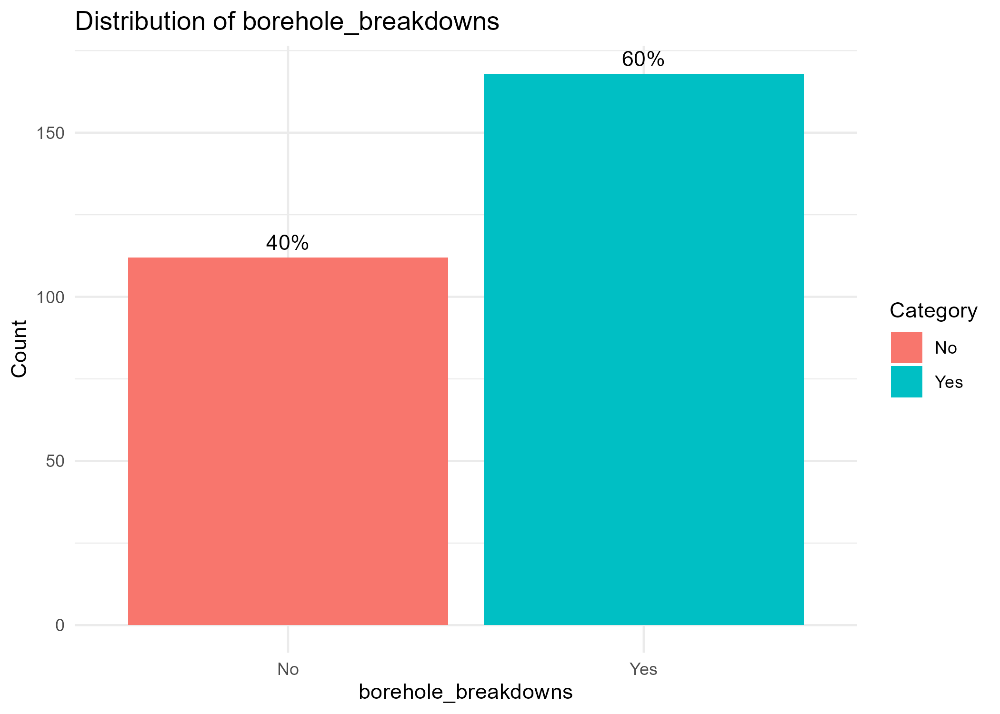 Distribution of borehole_breakdowns
60%
150
40%
100
50
0
Count
No
Yes
borehole_breakdowns
Category
No
Yes